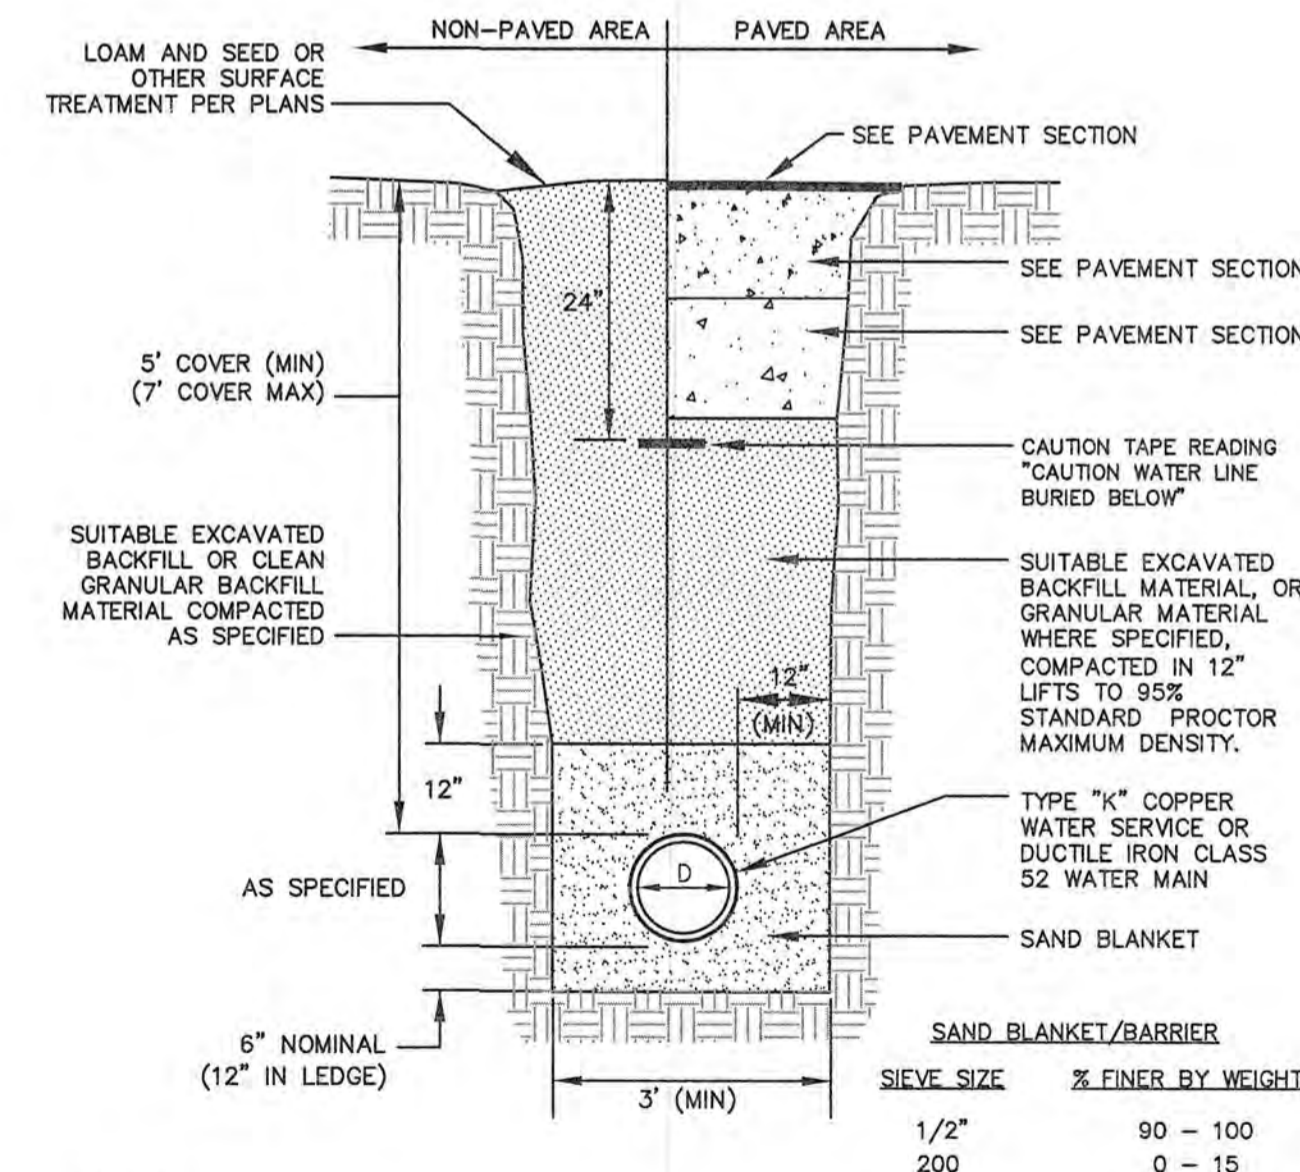 NON-PAVED AREA
PAVED AREA
LOAM AND SEED OR
OTHER SURFACE
TREATMENT PER PLANS
SEE PAVEMENT SECTION
SEE PAVEMENT SECTION
24"
SEE PAVEMENT SECTION
5' COVER (MIN)
(7' COVER MAX)
CAUTION TAPE READING
"CAUTION WATER LINE
BURIED BELOW"
SUITABLE EXCAVATED
BACKFILL OR CLEAN
GRANULAR BACKFILL
MATERIAL COMPACTED
AS SPECIFIED
SUITABLE EXCAVATED
BACKFILL MATERIAL, OR
GRANULAR MATERIAL
WHERE SPECIFIED,
COMPACTED IN 12"
LIFTS TO 95%
STANDARD PROCTOR
MAXIMUM DENSITY.
12"
(MIN)
12"
TYPE "K" COPPER
WATER SERVICE OR
DUCTILE IRON CLASS
52 WATER MAIN
D
AS SPECIFIED
SAND BLANKET
6" NOMINAL
(12" IN LEDGE)
3' (MIN)
SAND BLANKET/BARRIER
SIEVE SIZE % FINER BY WEIGHT
1/2" 90 - 100
200 0 - 15